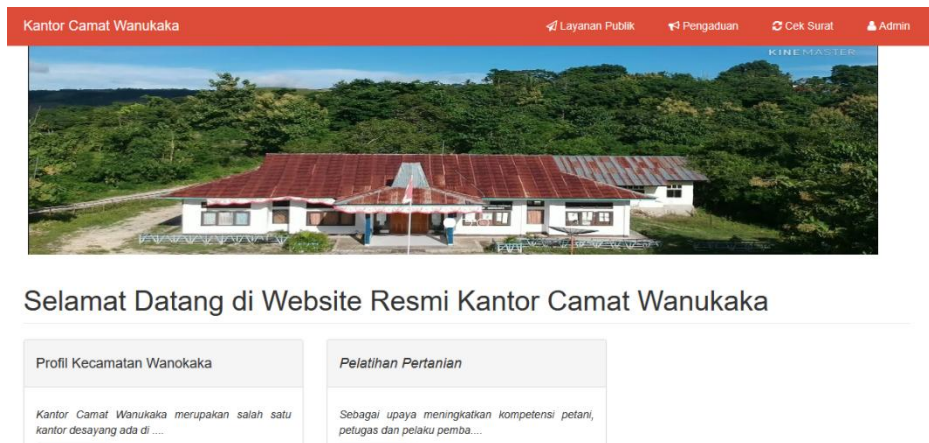 Kantor Camat Wanukaka
Layanan Publik
Pengaduan
Cek Surat
Admin
KINEMASTER
Selamat Datang di Website Resmi Kantor Camat Wanukaka
Profil Kecamatan Wanokaka
Pelatihan Pertanian
Kantor Camat Wanukaka merupakan salah satu
kantor desayang ada di ....
Sebagai upaya meningkatkan kompetensi petani,
petugas dan pelaku pemba....